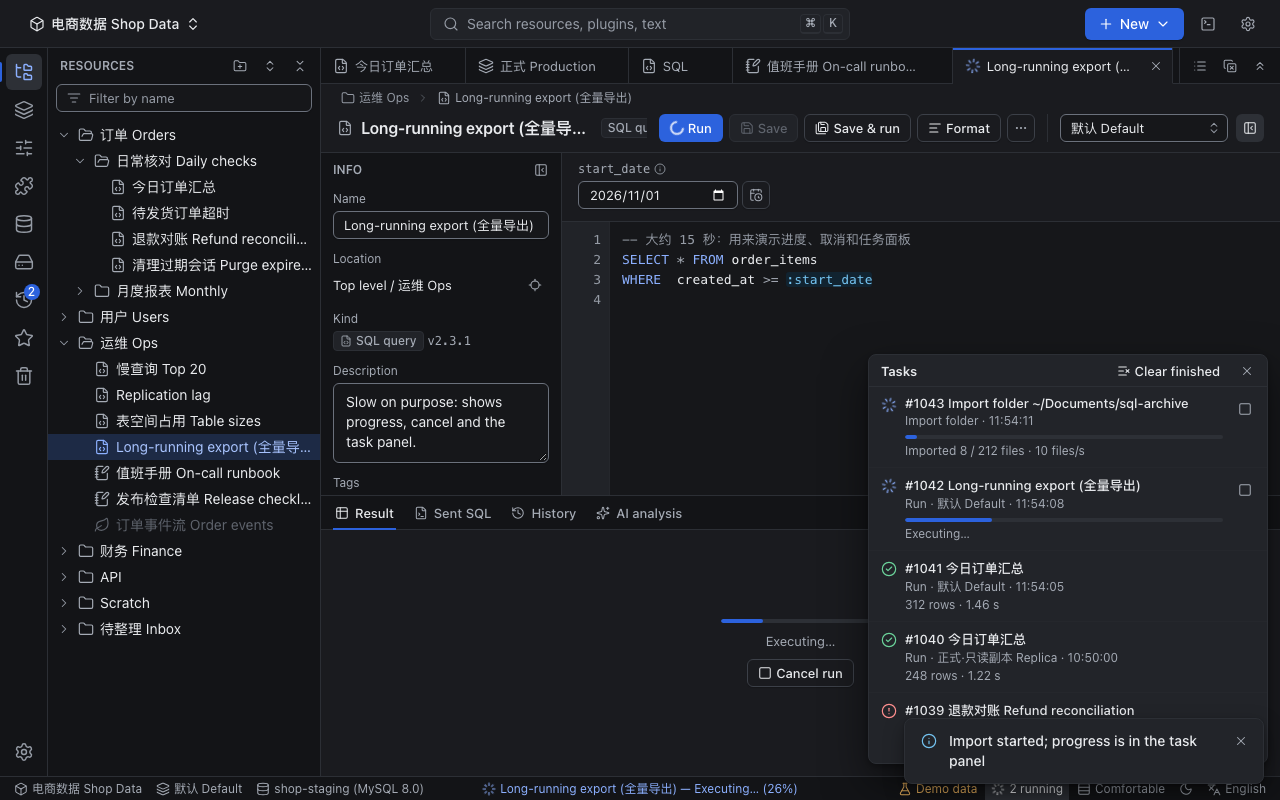 电商数据 Shop Data
Search resources, plugins, text
⌘ K
New
RESOURCES
Filter by name
订单 Orders
日常核对 Daily checks
今日订单汇总
待发货订单超时
退款对账 Refund reconcili...
清理过期会话 Purge expire...
月度报表 Monthly
用户 Users
运维 Ops
慢查询 Top 20
Replication lag
表空间占用 Table sizes
Long-running export (全量导...
值班手册 On-call runbook
发布检查清单 Release checkl...
订单事件流 Order events
财务 Finance
API
Scratch
待整理 Inbox
2
今日订单汇总
正式 Production
SQL
值班手册 On-call runbo...
Long-running export (...
运维 Ops
Long-running export (全量导出)
Long-running export (全量导...
SQL qu
Run
Save
Save & run
Format
默认 Default
INFO
Name
Long-running export (全量导出)
Location
Top level / 运维 Ops
Kind
SQL query v2.3.1
Description
Slow on purpose: shows
progress, cancel and the
task panel.
Tags
start_date
2026/11/01
1 -- 大约 15 秒：用来演示进度、取消和任务面板
2 SELECT * FROM order_items
3 WHERE created_at >= :start_date
4
Result
Sent SQL
History
AI analysis
Executing...
Cancel run
Tasks
Clear finished
#1043 Import folder ~/Documents/sql-archive
Import folder · 11:54:11
Imported 8 / 212 files · 10 files/s
#1042 Long-running export (全量导出)
Run · 默认 Default · 11:54:08
Executing...
#1041 今日订单汇总
Run · 默认 Default · 11:54:05
312 rows · 1.46 s
#1040 今日订单汇总
Run · 正式·只读副本 Replica · 10:50:00
248 rows · 1.22 s
#1039 退款对账 Refund reconciliation
Import started; progress is in the task
panel
电商数据 Shop Data
默认 Default
shop-staging (MySQL 8.0)
Long-running export (全量导出) — Executing... (26%)
Demo data
2 running
Comfortable
English